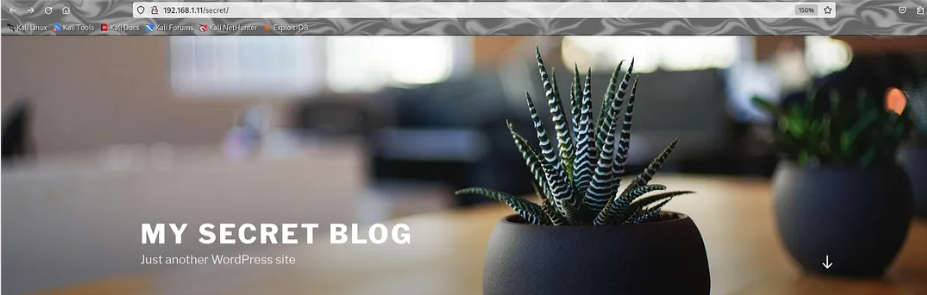 192.168.1.11/secret/
150%
Kali Linux Kali Tools Kali Docs Kali Forums Kali NetHunter Exploit-DB
MY SECRET BLOG
Just another WordPress site